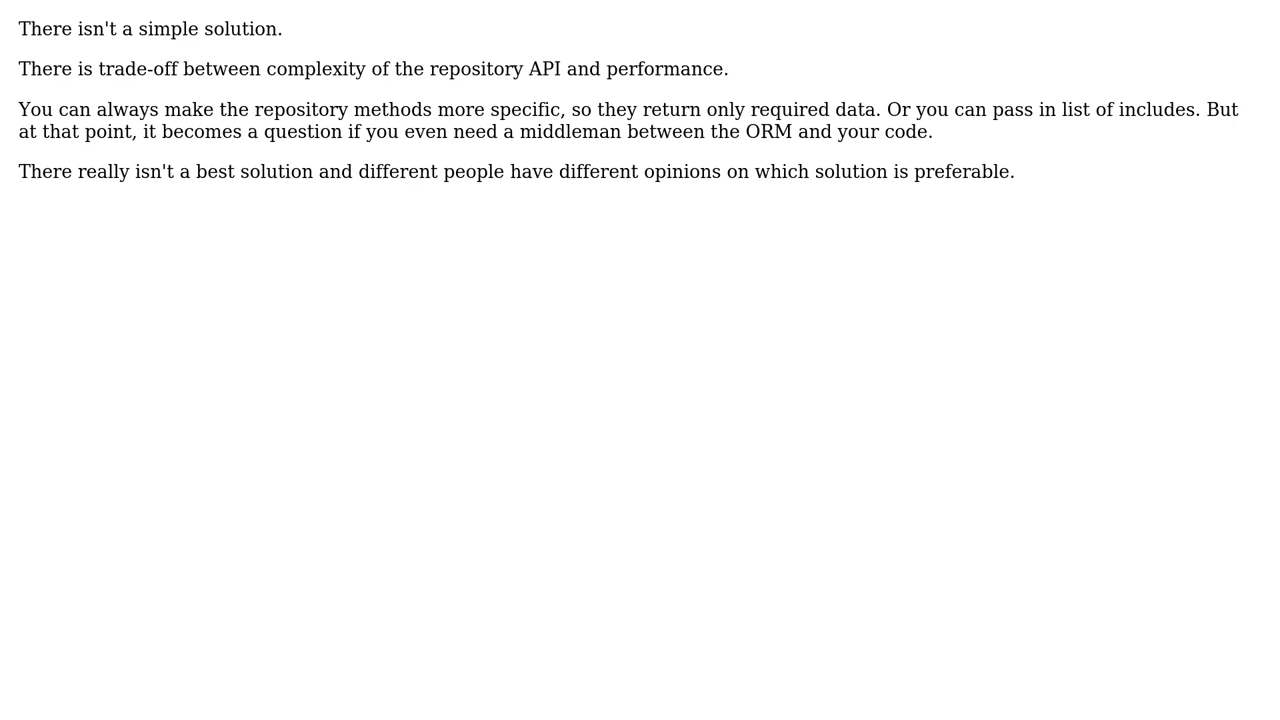 There isn't a simple solution.
There is trade-off between complexity of the repository API and performance.
You can always make the repository methods more specific, so they return only required data. Or you can pass in list of includes. But
at that point, it becomes a question if you even need a middleman between the ORM and your code.
There really isn't a best solution and different people have different opinions on which solution is preferable.